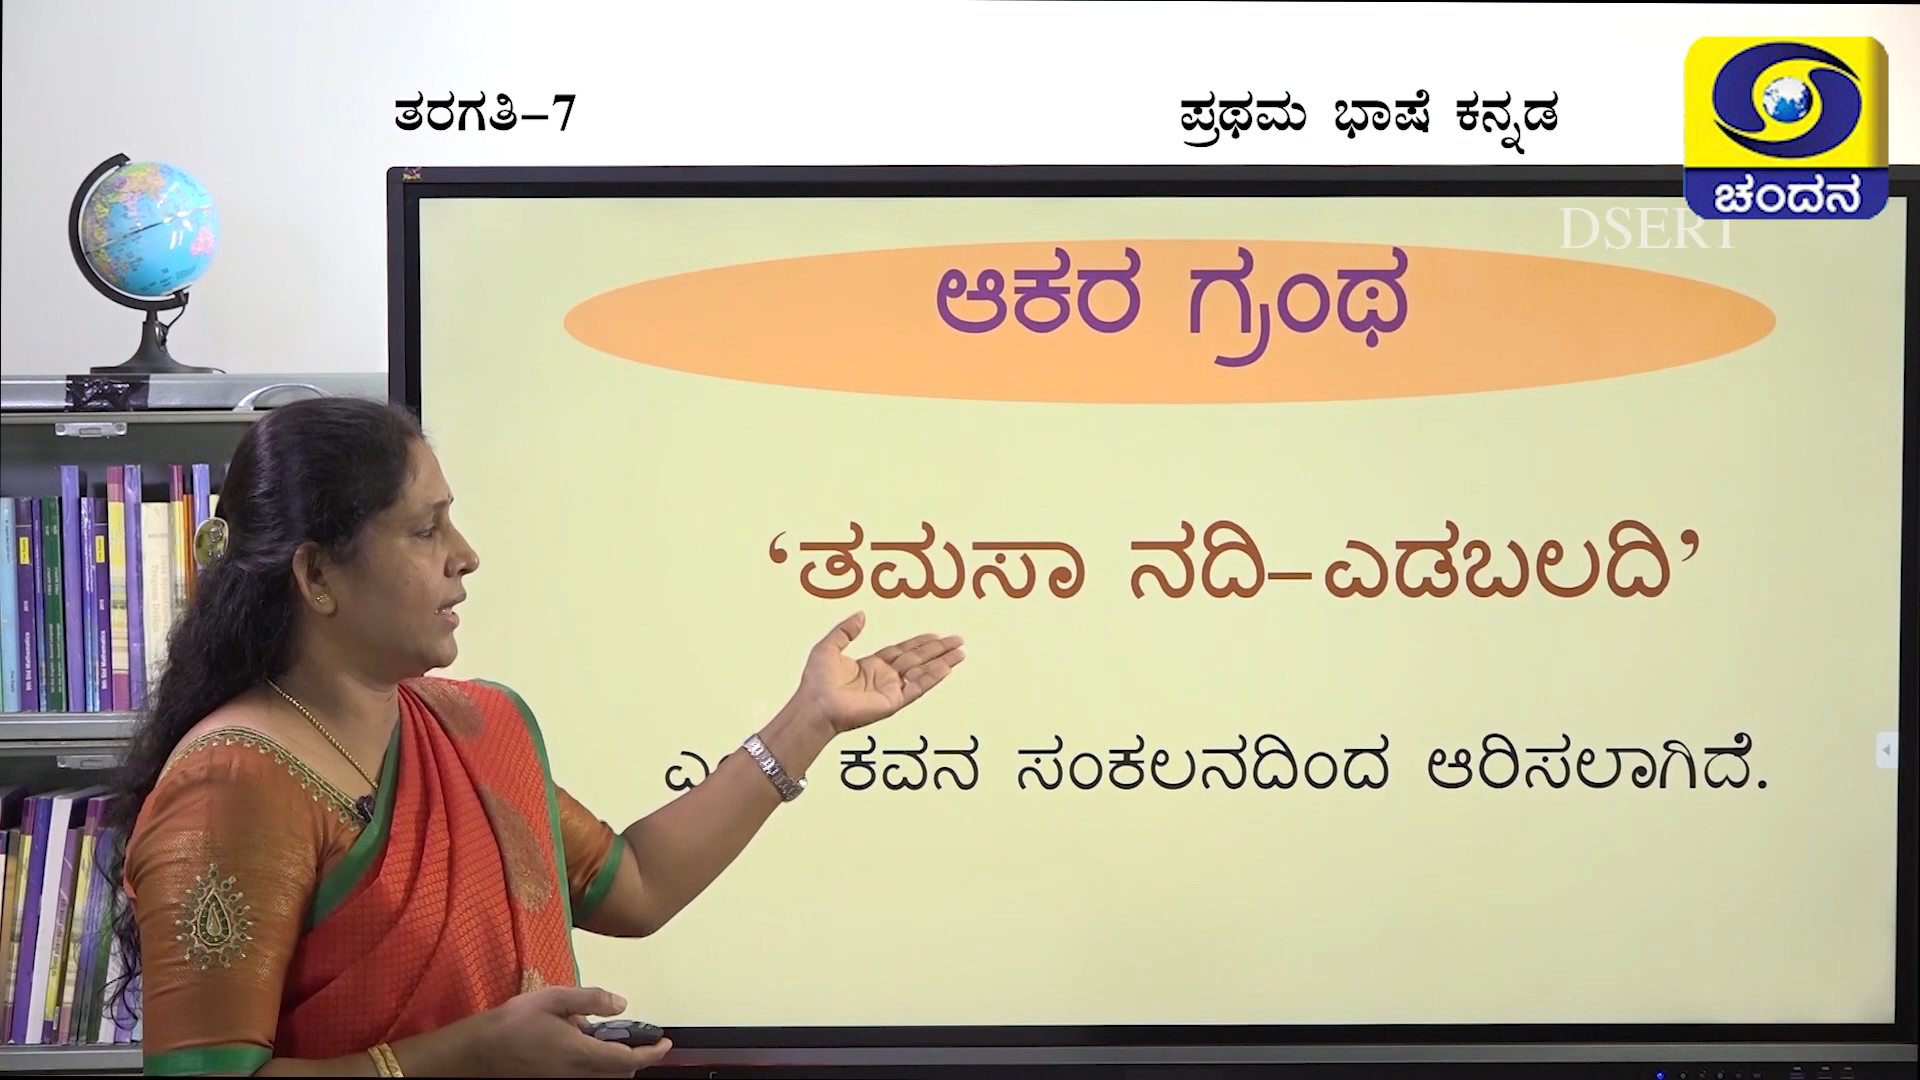 ತರಗತಿ-7
ಪ್ರಥಮ ಭಾಷೆ ಕನ್ನಡ
ಚಂದನ
DSERT
ಆಕರ ಗ್ರಂಥ
‘ತಮಸಾ ನದಿ-ಎಡಬಲದಿ’
ಕವನ ಸಂಕಲನದಿಂದ ಆರಿಸಲಾಗಿದೆ.